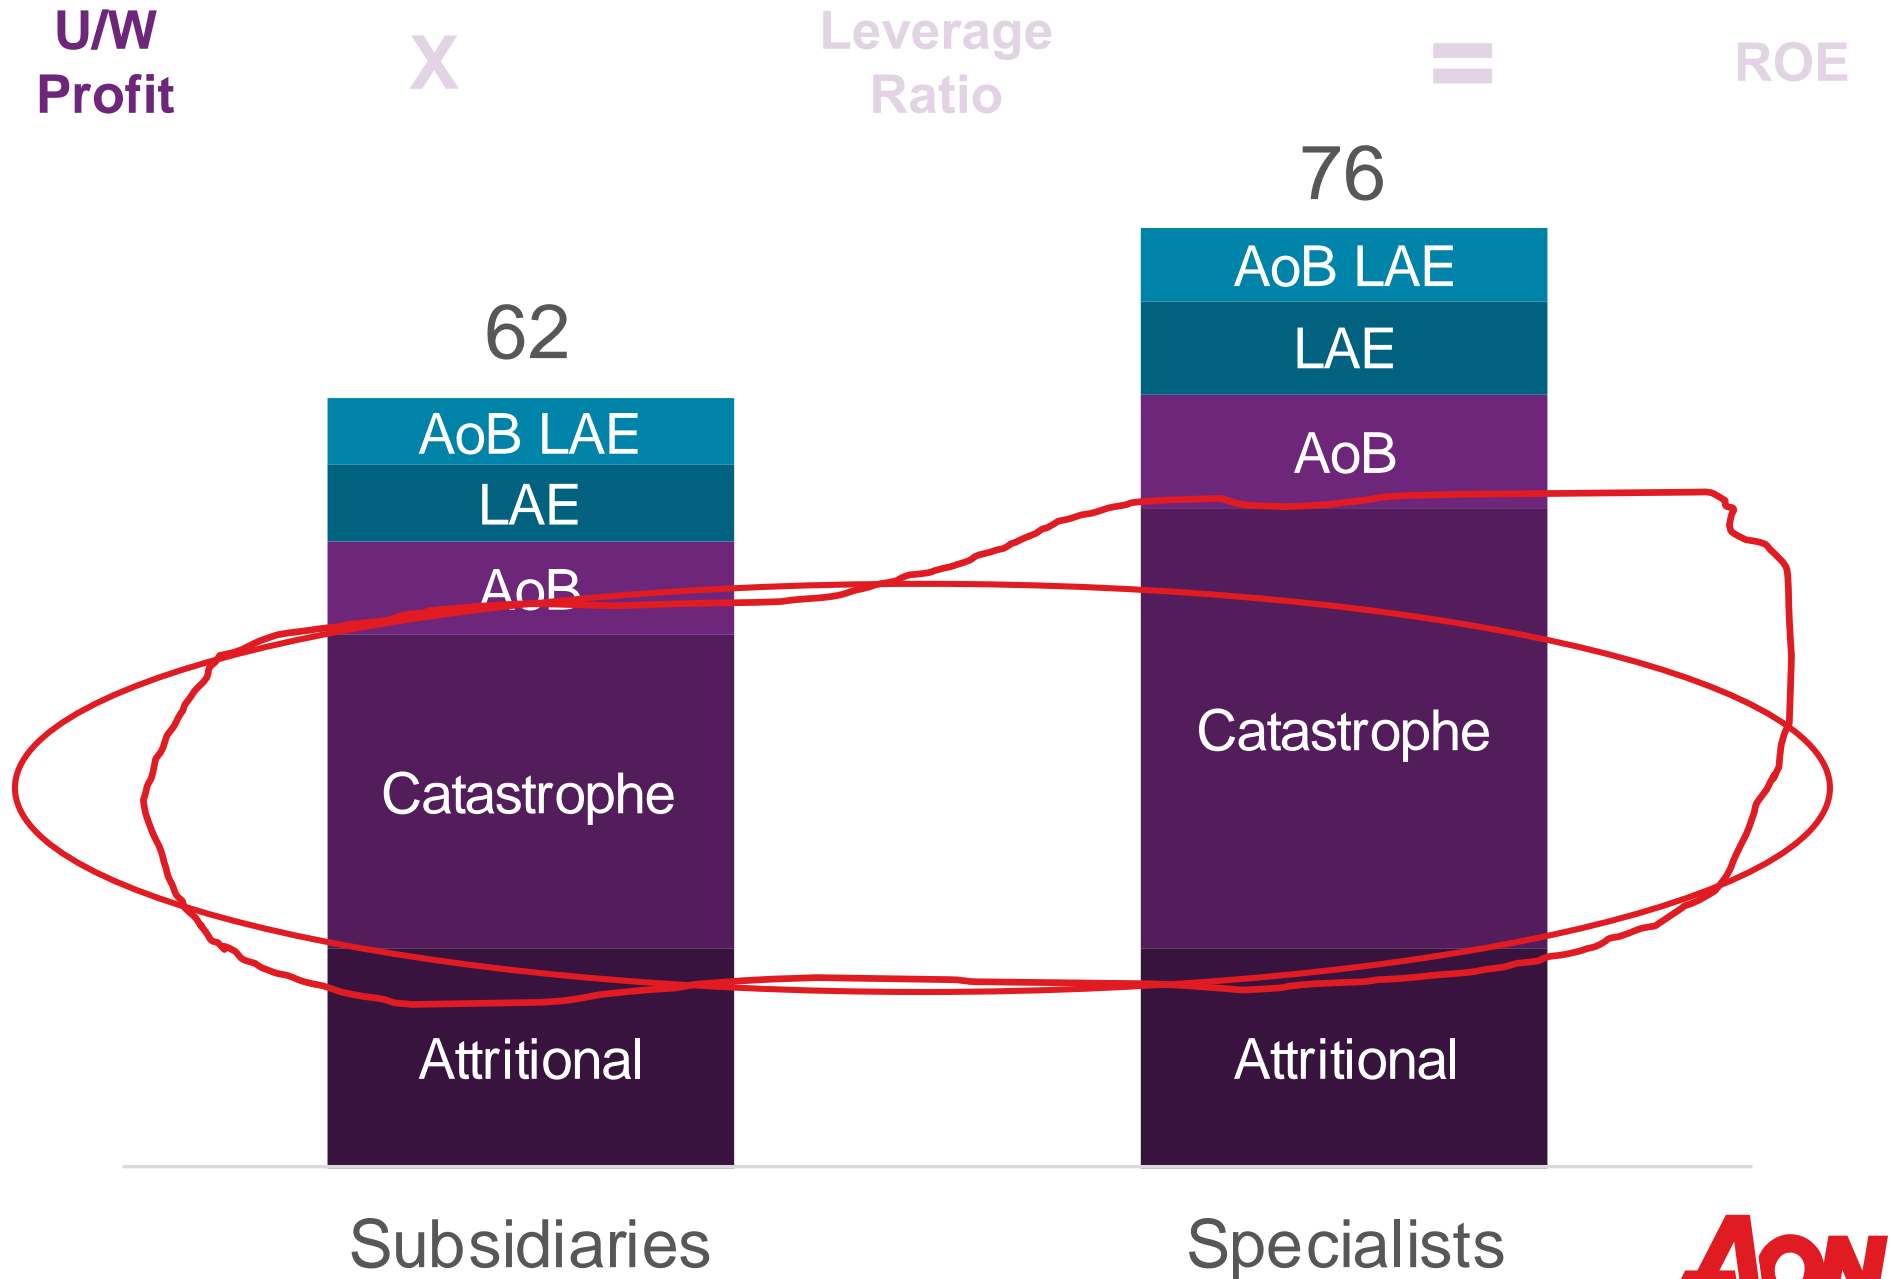 U/W
Profit
X
Leverage
Ratio
=
ROE
62
76
AoB LAE
LAE
AoB
Catastrophe
Attritional
AoB LAE
LAE
AoB
Catastrophe
Attritional
Subsidiaries
Specialists
AON